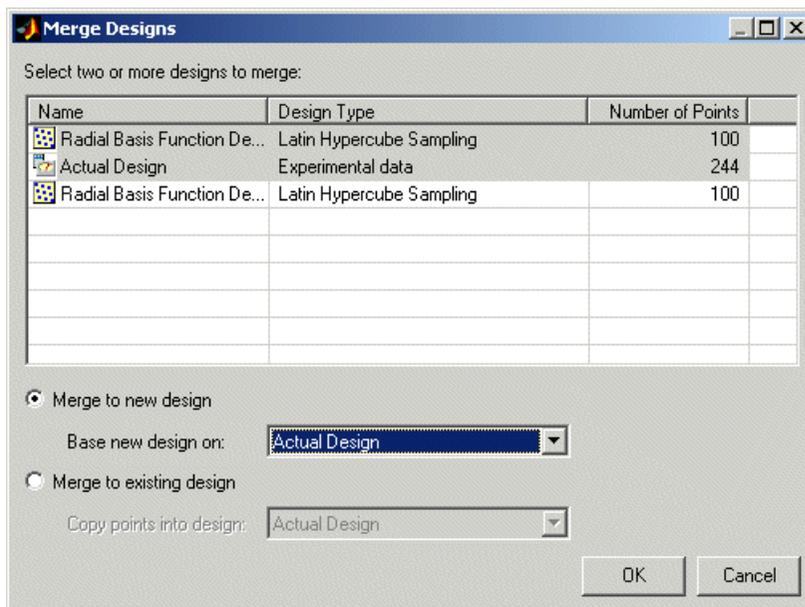 Merge Designs
Select two or more designs to merge:
Name Design Type Number of Points
Radial Basis Function De... Latin Hypercube Sampling 100
Actual Design Experimental data 244
Radial Basis Function De... Latin Hypercube Sampling 100
Merge to new design
Base new design on: Actual Design
Merge to existing design
Copy points into design: Actual Design
OK Cancel